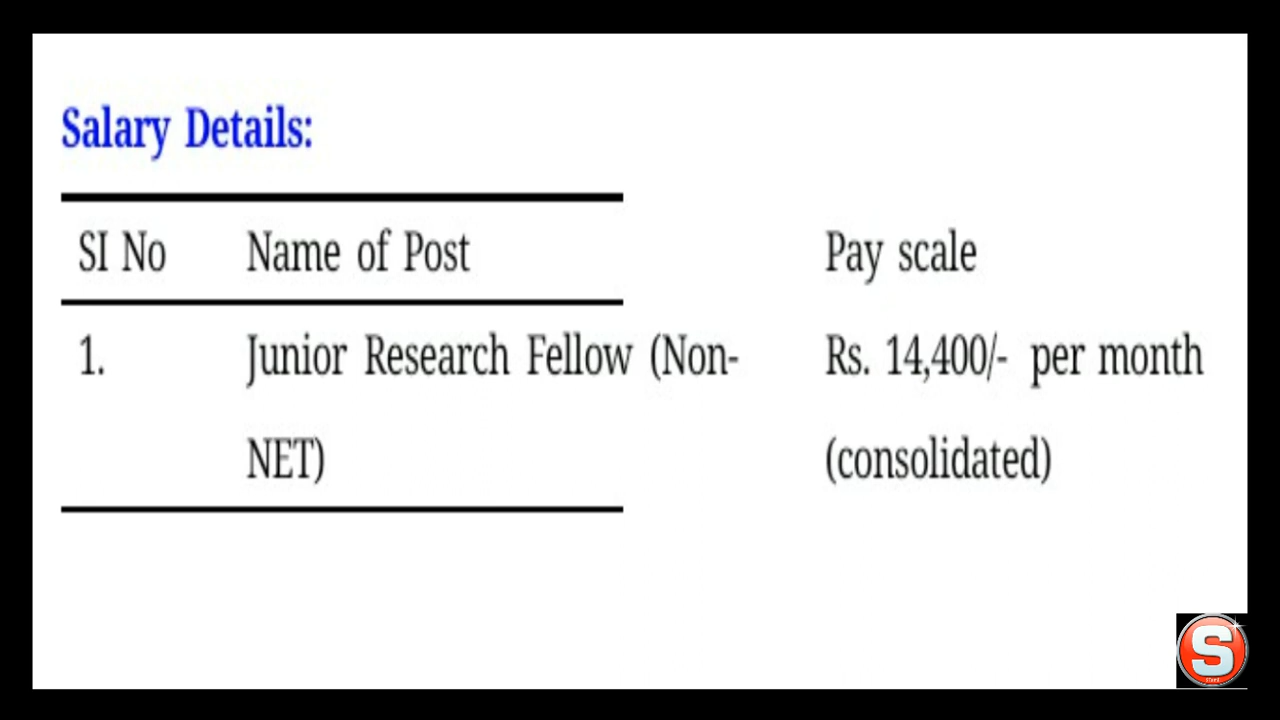 Salary Details:
SI No Name of Post Pay scale
1. Junior Research Fellow (Non- Rs. 14,400/- per month
NET) (consolidated)
S